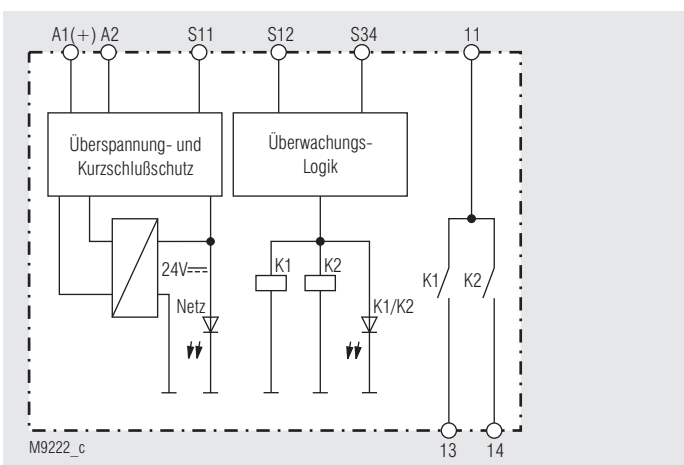 A1(+) A2 S11 S12 S34 11
Überspannung- und
Kurzschlußschutz
Überwachungs-
Logik
24V
K1
K2
K1
K2
Netz
K1/K2
M9222_c
13
14